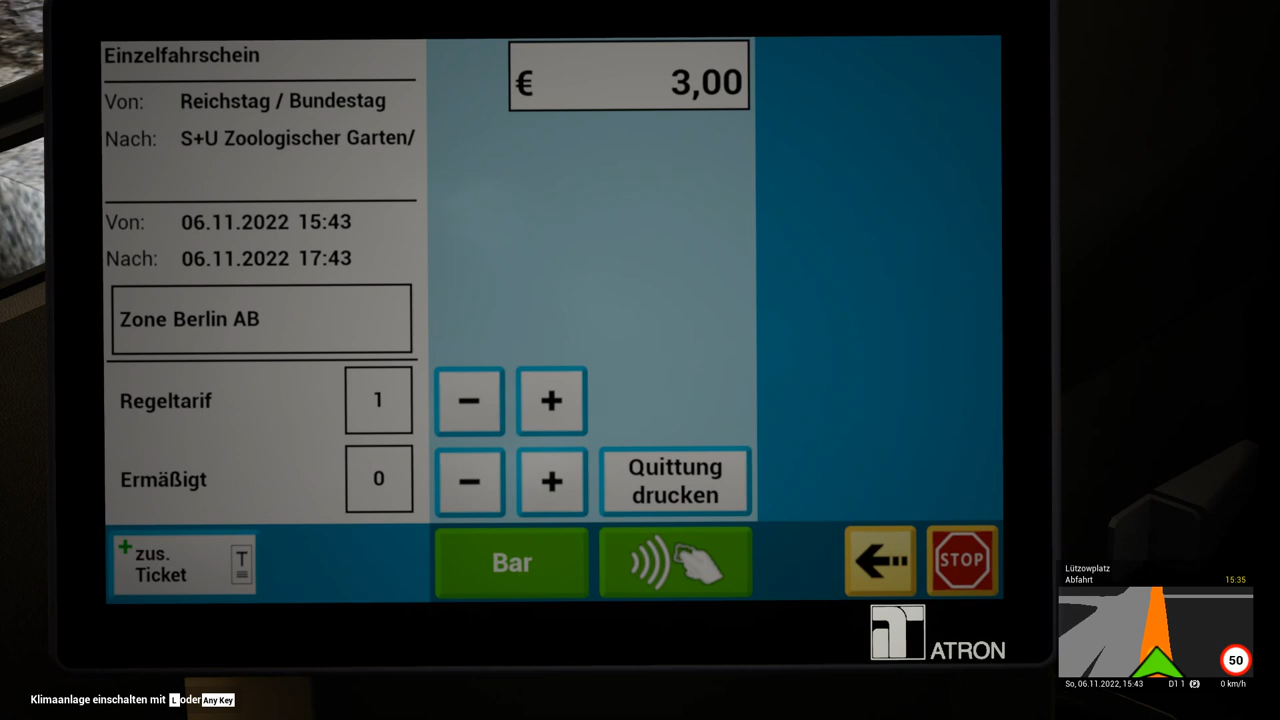 Einzelfahrschein
€ 3,00
Von: Reichstag / Bundestag
Nach: S+U Zoologischer Garten/
Von: 06.11.2022 15:43
Nach: 06.11.2022 17:43
Zone Berlin AB
Regeltarif 1 − +
Ermäßigt 0 − +
Quittung
drucken
+ zus.
Ticket T
Bar
STOP
ATRON
Lützowplatz
Abfahrt 15:35
50
So, 06.11.2022, 15:43 D1 1 (P) 0 km/h
Klimaanlage einschalten mit L oder Any Key